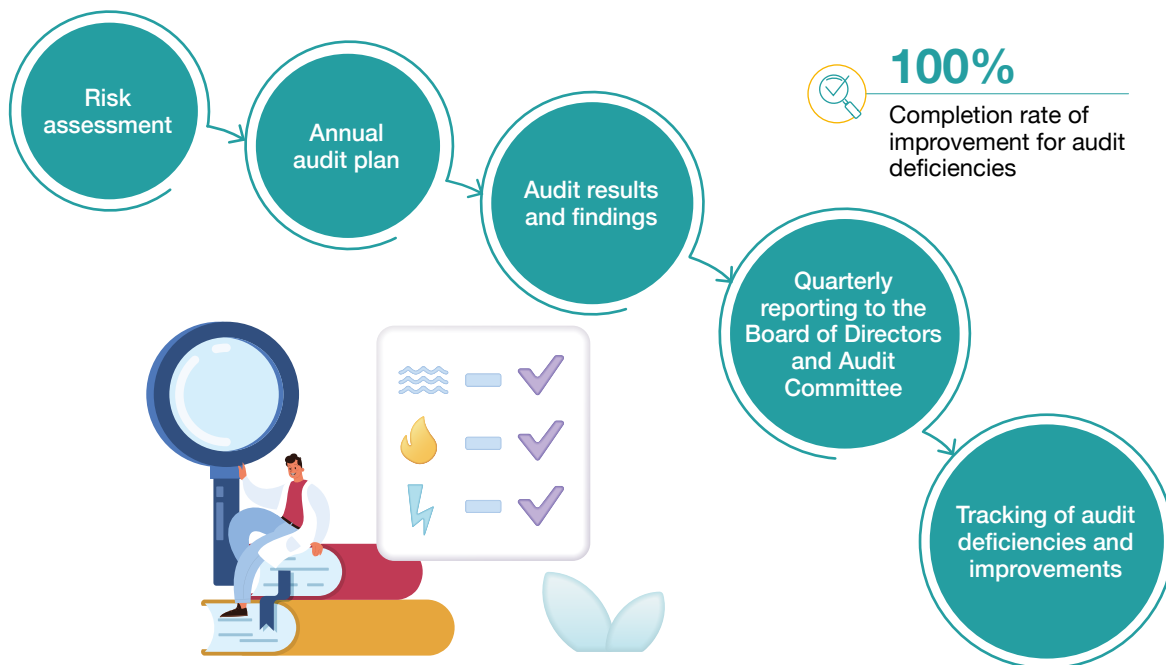 Risk
assessment
Annual
audit plan
Audit results
and findings
Quarterly
reporting to the
Board of Directors
and Audit
Committee
Tracking of audit
deficiencies and
improvements
100%
Completion rate of
improvement for audit
deficiencies